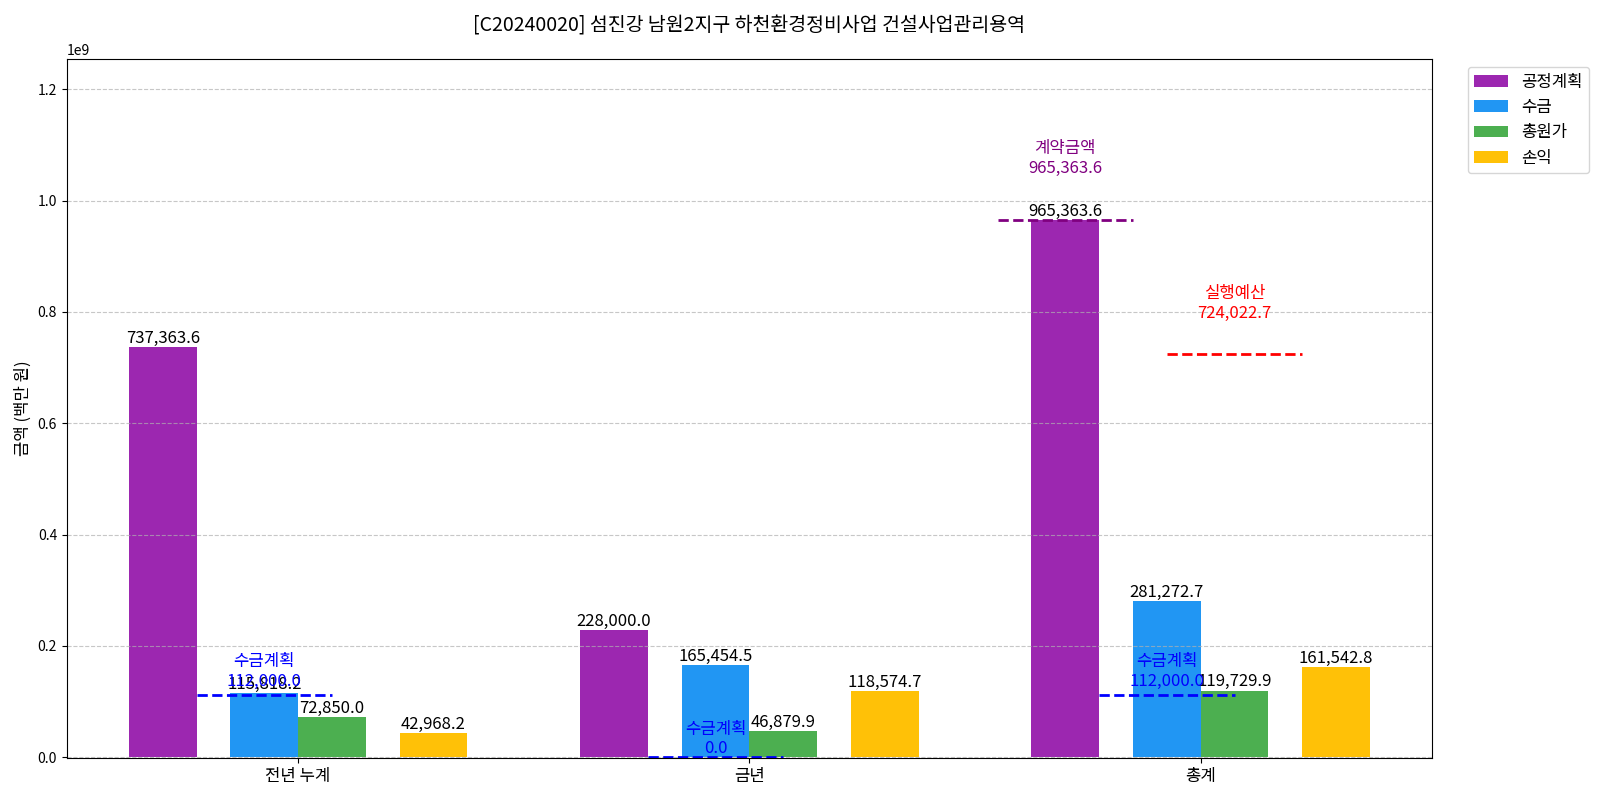 [C20240020] 섬진강 남원2지구 하천환경정비사업 건설사업관리용역
1e9
금액 (백만 원)
1.2
1.0
0.8
0.6
0.4
0.2
0.0
737,363.6
수금계획
112,000.0
115,818.2
72,850.0
42,968.2
228,000.0
165,454.5
수금계획
0.0
46,879.9
118,574.7
계약금액
965,363.6
965,363.6
실행예산
724,022.7
281,272.7
수금계획
112,000.0
119,729.9
161,542.8
전년 누계
금년
총계
공정계획
수금
총원가
손익